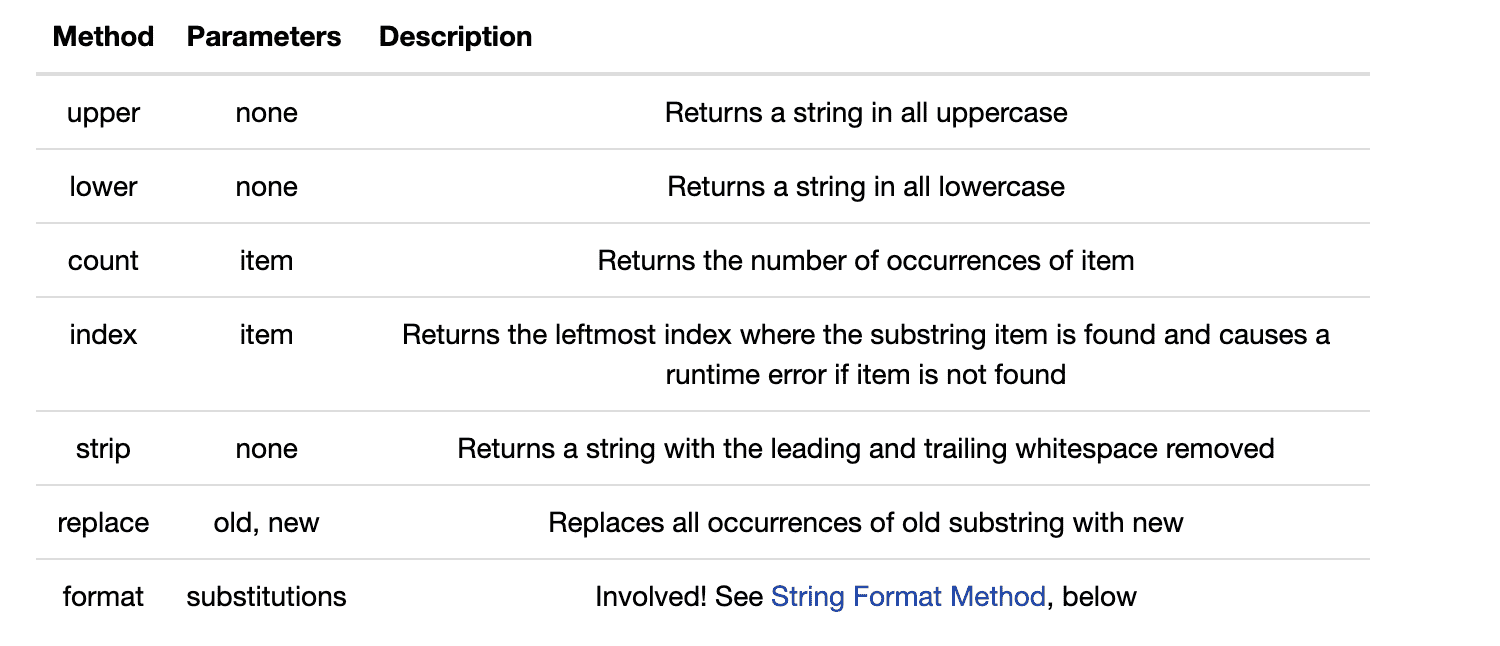 Method Parameters Description
upper none Returns a string in all uppercase
lower none Returns a string in all lowercase
count item Returns the number of occurrences of item
index item Returns the leftmost index where the substring item is found and causes a
runtime error if item is not found
strip none Returns a string with the leading and trailing whitespace removed
replace old, new Replaces all occurrences of old substring with new
format substitutions Involved! See String Format Method, below